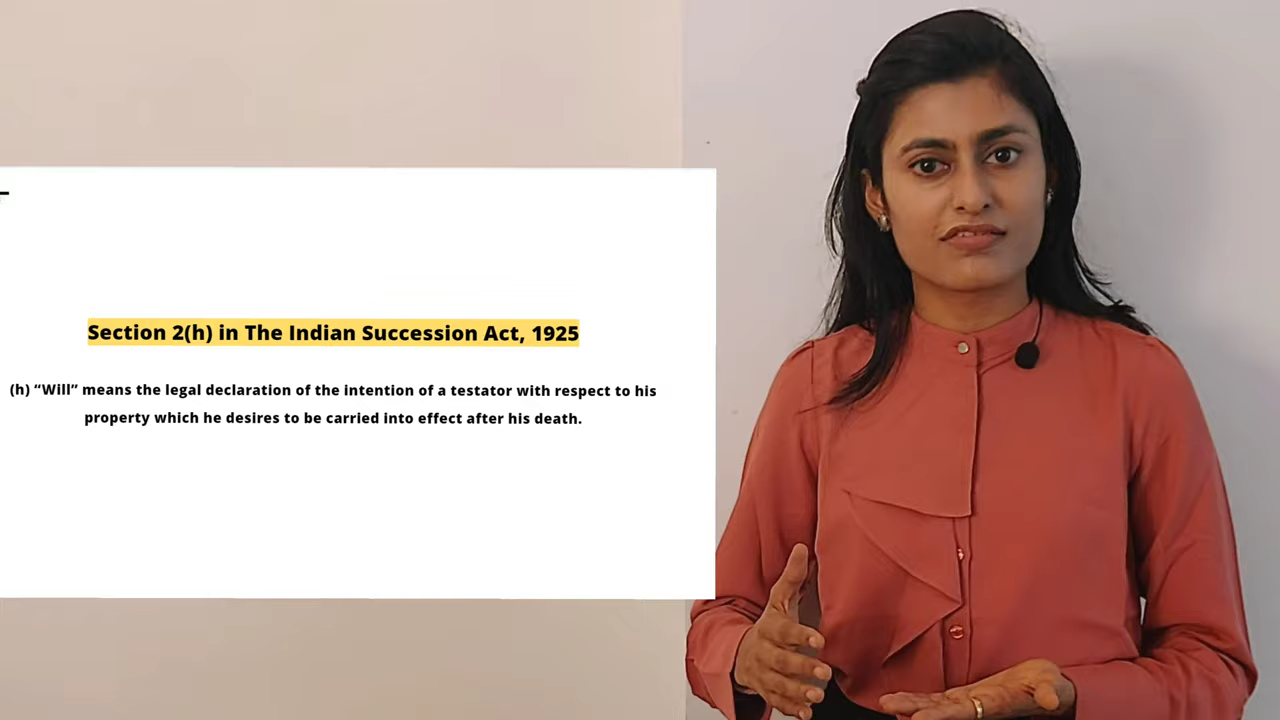 Section 2(h) in The Indian Succession Act, 1925
(h) “Will” means the legal declaration of the intention of a testator with respect to his
property which he desires to be carried into effect after his death.